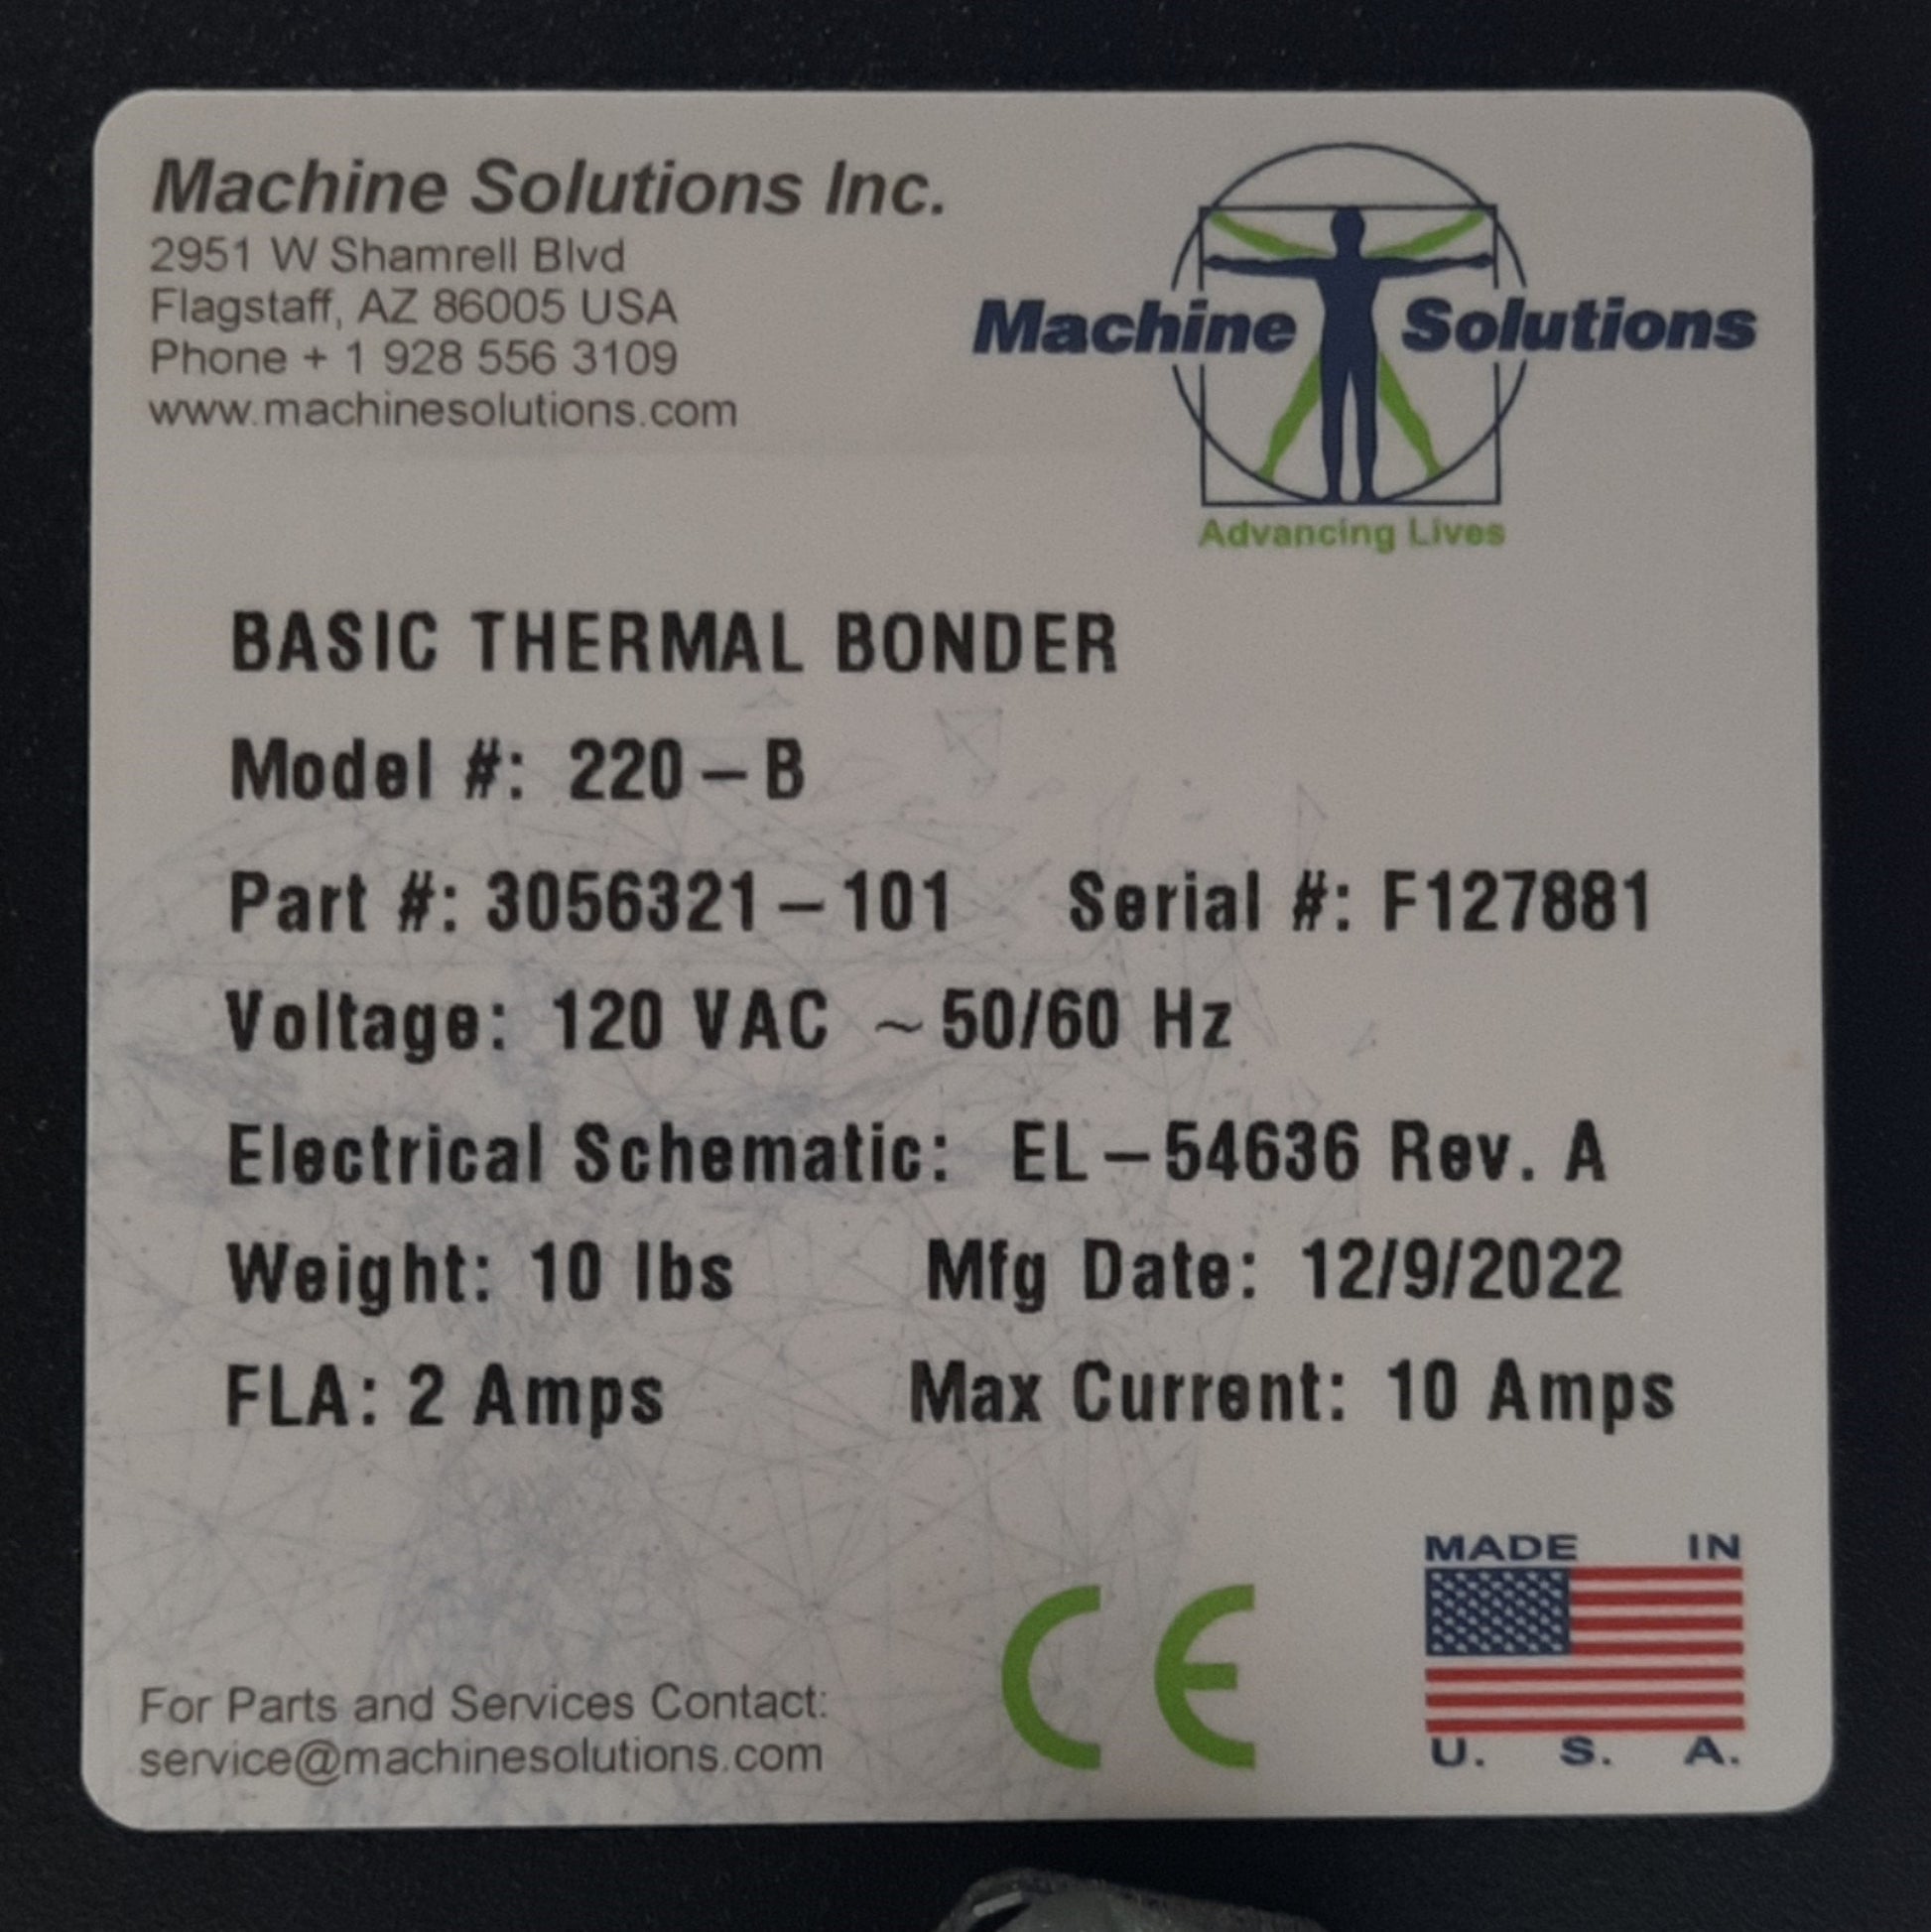 Machine Solutions Inc.
2951 W Shamrell Blvd
Flagstaff, AZ 86005 USA
Phone + 1 928 556 3109
www.machinesolutions.com
Machine Solutions
Advancing Lives
BASIC THERMAL BONDER
Model #: 220-B
Part #: 3056321-101 Serial #: F127881
Voltage: 120 VAC ~ 50/60 Hz
Electrical Schematic: EL-54636 Rev. A
Weight: 10 lbs Mfg Date: 12/9/2022
FLA: 2 Amps Max Current: 10 Amps
For Parts and Services Contact:
service@machinesolutions.com
CE
MADE IN
U. S. A.